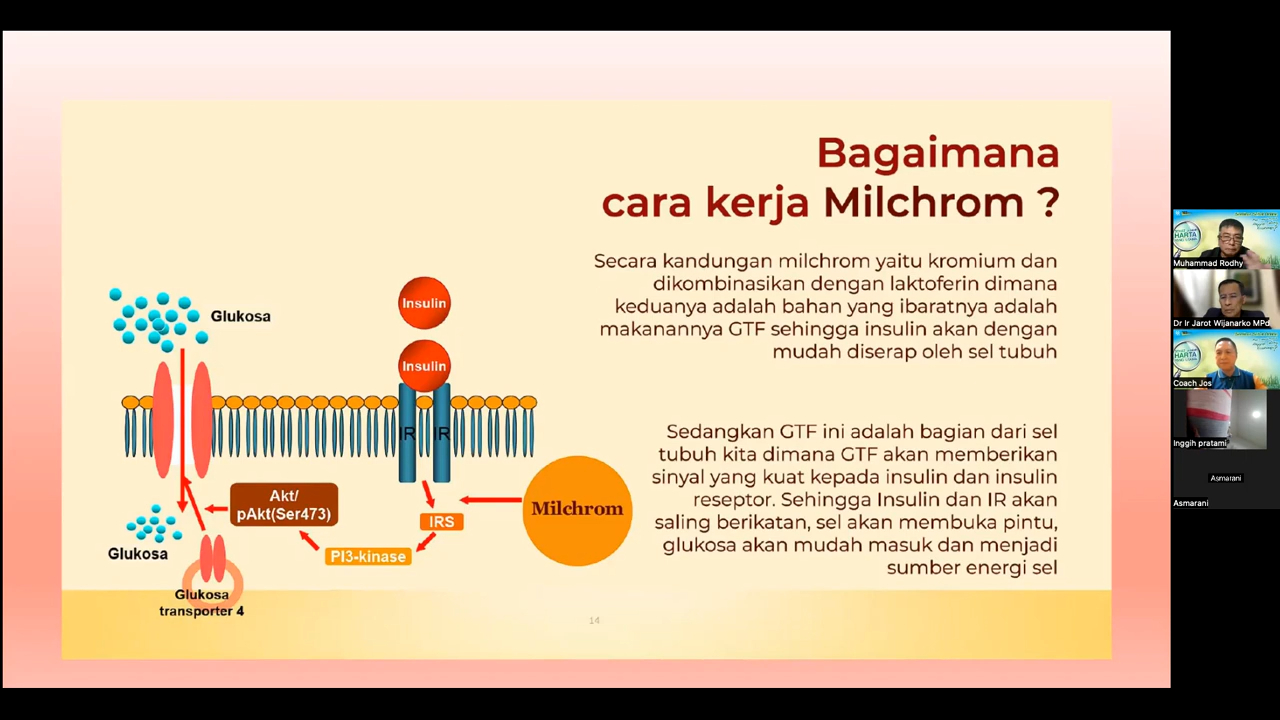 Bagaimana
cara kerja Milchrom ?
Secara kandungan milchrom yaitu kromium dan
dikombinasikan dengan laktoferin dimana
keduanya adalah bahan yang ibaratnya adalah
makanannya GTF sehingga insulin akan dengan
mudah diserap oleh sel tubuh
Sedangkan GTF ini adalah bagian dari sel
tubuh kita dimana GTF akan memberikan
sinyal yang kuat kepada insulin dan insulin
reseptor. Sehingga Insulin dan IR akan
saling berikatan, sel akan membuka pintu,
glukosa akan mudah masuk dan menjadi
sumber energi sel
Glukosa
Insulin
Insulin
IR
IR
Milchrom
IRS
PI3-kinase
Akt/
pAkt(Ser473)
Glukosa
Glukosa
transporter 4
14
HARTA
Muhammad Rodhy
Dr Ir Jarot Wijanarko MPd
HARTA
Coach Jos
Inggih pratami
Asmarani
Asmarani